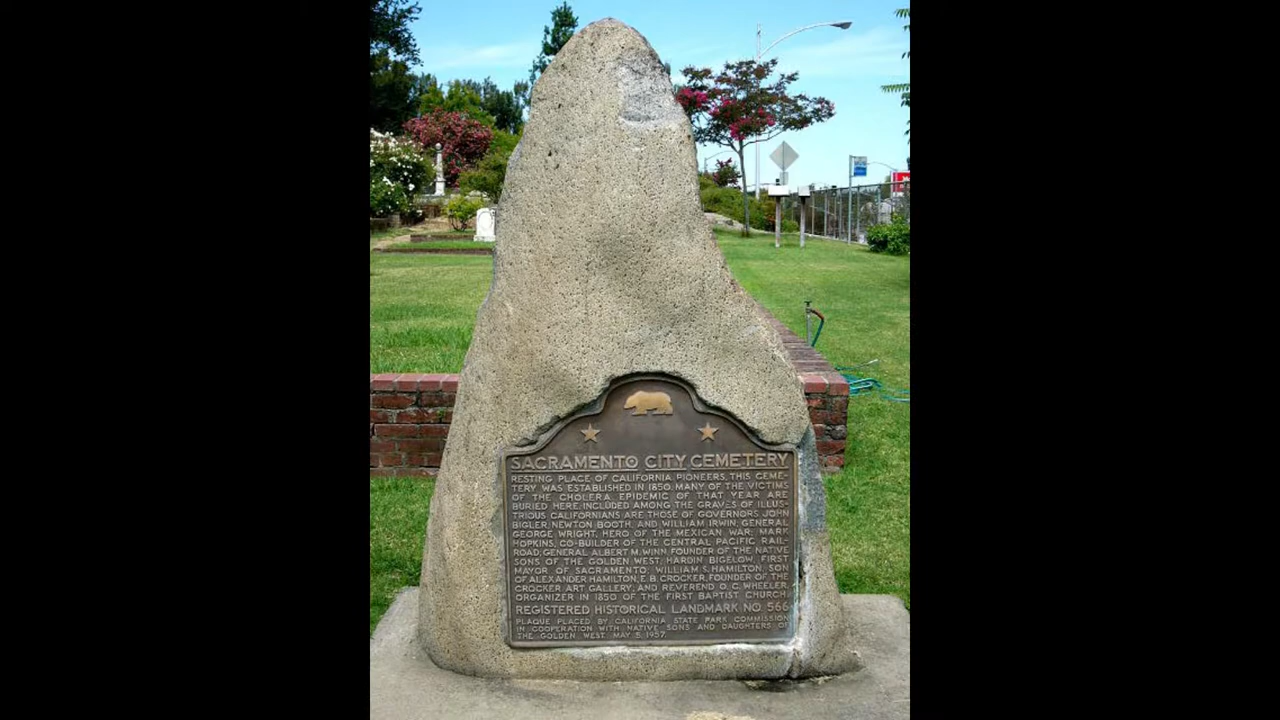 SACRAMENTO CITY CEMETERY
RESTING PLACE OF CALIFORNIA PIONEERS, THIS CEME-
TERY WAS ESTABLISHED IN 1850. MANY OF THE VICTIMS
OF THE CHOLERA EPIDEMIC OF THAT YEAR ARE
BURIED HERE. INCLUDED AMONG THE GRAVES OF ILLUS-
TRIOUS CALIFORNIANS ARE THOSE OF GOVERNORS JOHN
BIGLER, NEWTON BOOTH, AND WILLIAM IRWIN; GENERAL
GEORGE WRIGHT, HERO OF THE MEXICAN WAR; MARK
HOPKINS, CO-BUILDER OF THE CENTRAL PACIFIC RAIL-
ROAD; GENERAL ALBERT M. WINN, FOUNDER OF THE NATIVE
SONS OF THE GOLDEN WEST; HARDIN BIGELOW, FIRST
MAYOR OF SACRAMENTO; WILLIAM S. HAMILTON, SON
OF ALEXANDER HAMILTON; E. B. CROCKER, FOUNDER OF THE
CROCKER ART GALLERY; AND REVEREND O. C. WHEELER,
ORGANIZER IN 1850 OF THE FIRST BAPTIST CHURCH.
REGISTERED HISTORICAL LANDMARK NO. 566
PLAQUE PLACED BY CALIFORNIA STATE PARK COMMISSION
IN COOPERATION WITH NATIVE SONS AND DAUGHTERS OF
THE GOLDEN WEST. MAY 5, 1957.